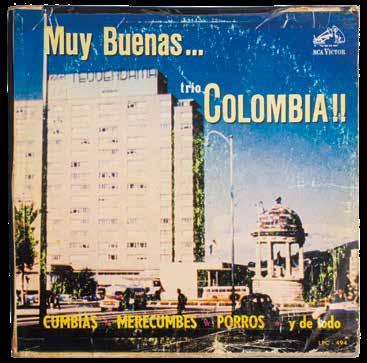 Muy Buenas...
RCA VICTOR
TEQUENDAMA
trio
COLOMBIA!!
CUMBIAS * MERECUMBES * PORROS * y de todo
LPC - 494